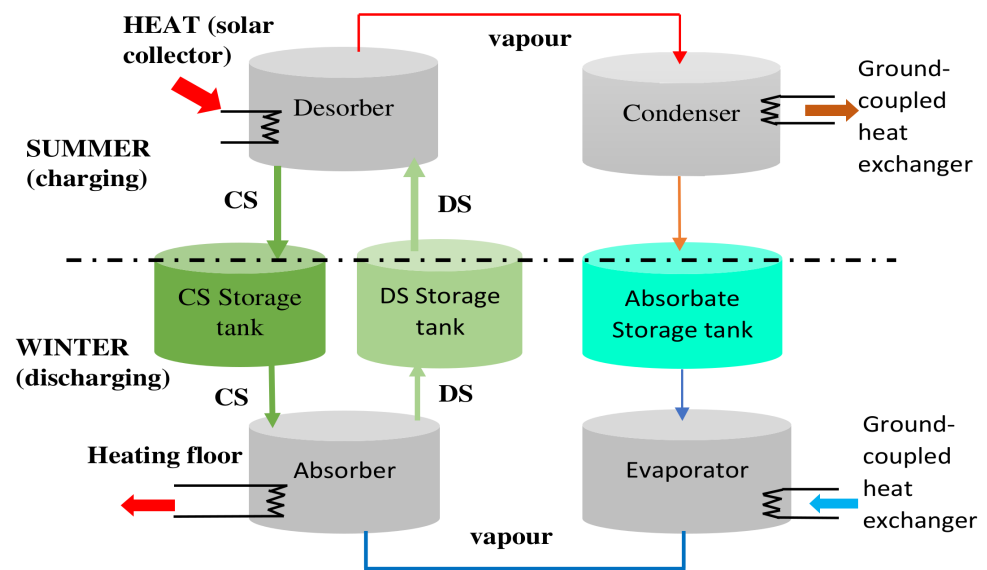 HEAT (solar
collector)
vapour
Ground-
coupled
heat
exchanger
Desorber
Condenser
SUMMER
(charging)
CS
DS
CS Storage
tank
DS Storage
tank
Absorbate
Storage tank
WINTER
(discharging)
CS
DS
Heating floor
Absorber
Evaporator
Ground-
coupled
heat
exchanger
vapour